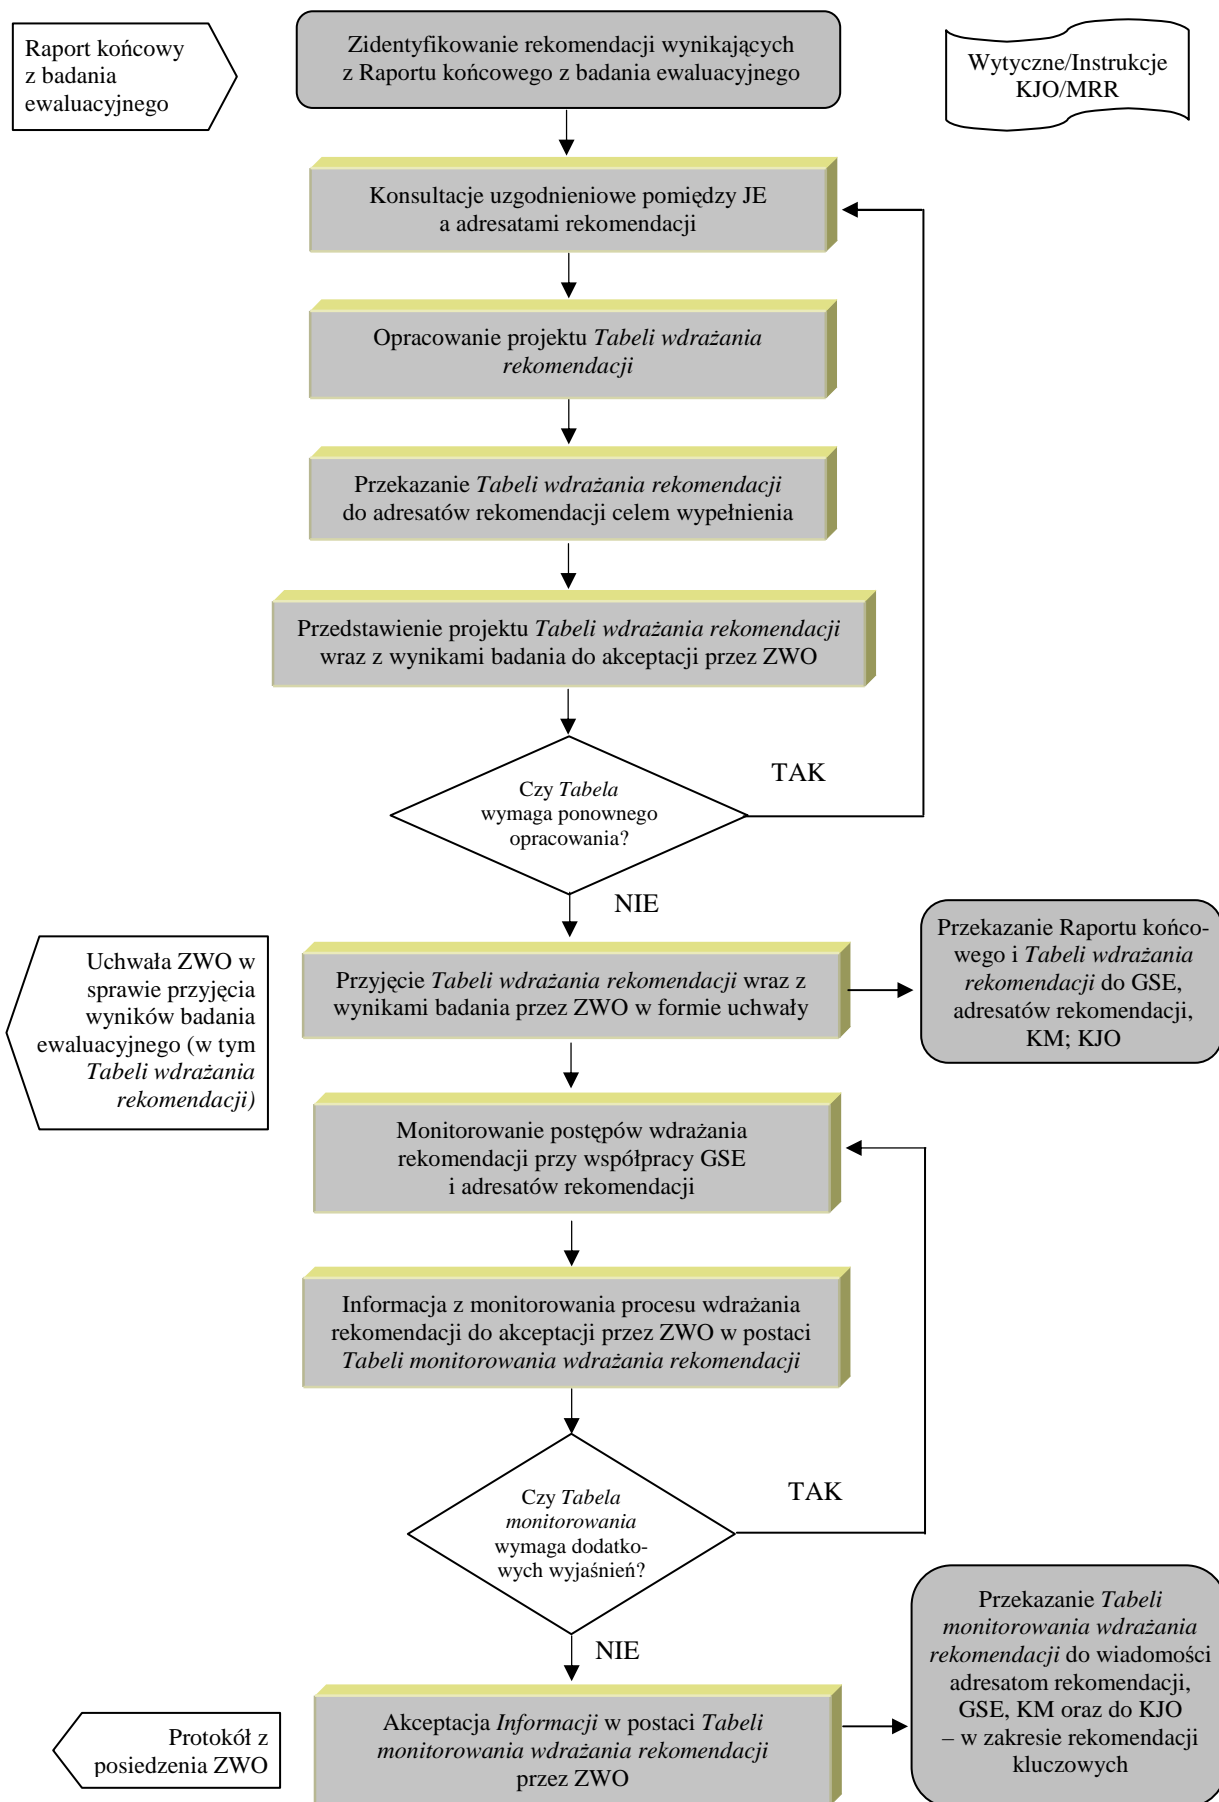 Raport końcowy
z badania
ewaluacyjnego
Zidentyfikowanie rekomendacji wynikających
z Raportu końcowego z badania ewaluacyjnego
Wytyczne/Instrukcje
KJO/MRR
Konsultacje uzgodnieniowe pomiędzy JE
a adresatami rekomendacji
Opracowanie projektu Tabeli wdrażania
rekomendacji
Przekazanie Tabeli wdrażania rekomendacji
do adresatów rekomendacji celem wypełnienia
Przedstawienie projektu Tabeli wdrażania rekomendacji
wraz z wynikami badania do akceptacji przez ZWO
Czy Tabela
wymaga ponownego
opracowania?
TAK
NIE
Uchwała ZWO w
sprawie przyjęcia
wyników badania
ewaluacyjnego (w tym
Tabeli wdrażania
rekomendacji)
Przyjęcie Tabeli wdrażania rekomendacji wraz z
wynikami badania przez ZWO w formie uchwały
Przekazanie Raportu końco-
wego i Tabeli wdrażania
rekomendacji do GSE,
adresatów rekomendacji,
KM; KJO
Monitorowanie postępów wdrażania
rekomendacji przy współpracy GSE
i adresatów rekomendacji
Informacja z monitorowania procesu wdrażania
rekomendacji do akceptacji przez ZWO w postaci
Tabeli monitorowania wdrażania rekomendacji
Czy Tabela
monitorowania
wymaga dodatko-
wych wyjaśnień?
TAK
NIE
Protokół z
posiedzenia ZWO
Akceptacja Informacji w postaci Tabeli
monitorowania wdrażania rekomendacji
przez ZWO
Przekazanie Tabeli
monitorowania wdrażania
rekomendacji do wiadomości
adresatom rekomendacji,
GSE, KM oraz do KJO
– w zakresie rekomendacji
kluczowych